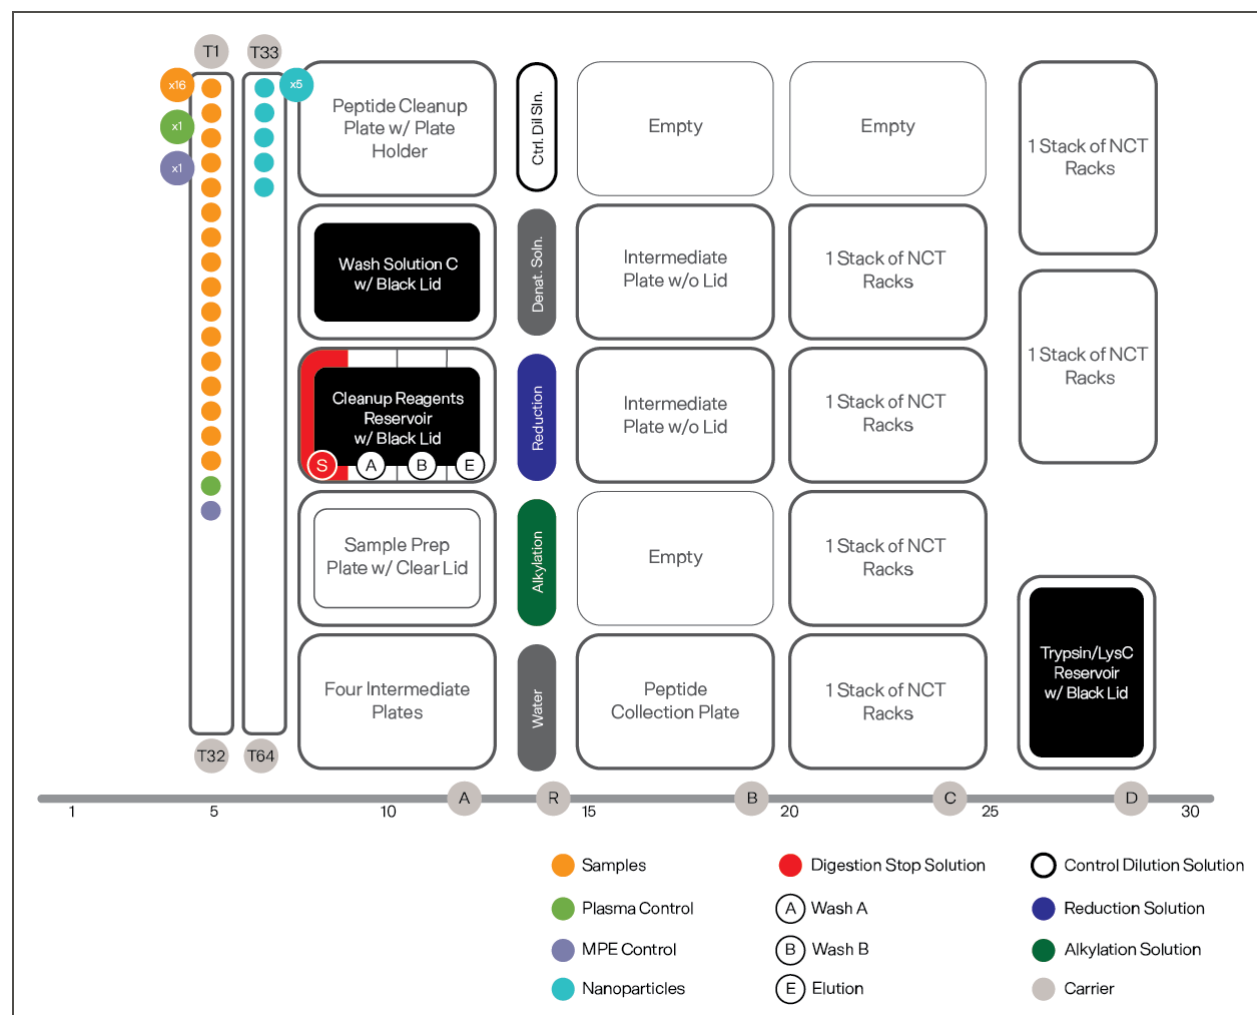 T1
T33
x16
x5
x1
x1
Peptide Cleanup
Plate w/ Plate
Holder
Ctrl. Dil Sln.
Empty
Empty
1 Stack of NCT
Racks
Wash Solution C
w/ Black Lid
Denat. Soln.
Intermediate
Plate w/o Lid
1 Stack of NCT
Racks
1 Stack of NCT
Racks
Cleanup Reagents
Reservoir
w/ Black Lid
S
A
B
E
Reduction
Intermediate
Plate w/o Lid
1 Stack of NCT
Racks
Sample Prep
Plate w/ Clear Lid
Alkylation
Empty
1 Stack of NCT
Racks
Four Intermediate
Plates
Water
Peptide
Collection Plate
1 Stack of NCT
Racks
Trypsin/LysC
Reservoir
w/ Black Lid
T32
T64
A
R
B
C
D
1
5
10
15
20
25
30
Samples
Digestion Stop Solution
Control Dilution Solution
Plasma Control
A
Wash A
Reduction Solution
MPE Control
B
Wash B
Alkylation Solution
Nanoparticles
E
Elution
Carrier